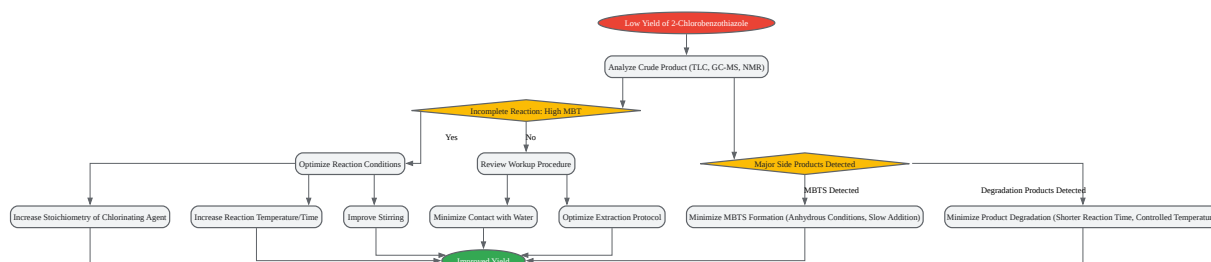 Low Yield of 2-Chlorobenzothiazole
Analyze Crude Product (TLC, GC-MS, NMR)
Incomplete Reaction: High MBT
Yes
No
Optimize Reaction Conditions
Review Workup Procedure
Major Side Products Detected
MBTS Detected
Degradation Products Detected
Increase Stoichiometry of Chlorinating Agent
Increase Reaction Temperature/Time
Improve Stirring
Minimize Contact with Water
Optimize Extraction Protocol
Minimize MBTS Formation (Anhydrous Conditions, Slow Addition)
Minimize Product Degradation (Shorter Reaction Time, Controlled Temperatur
Improved Yield